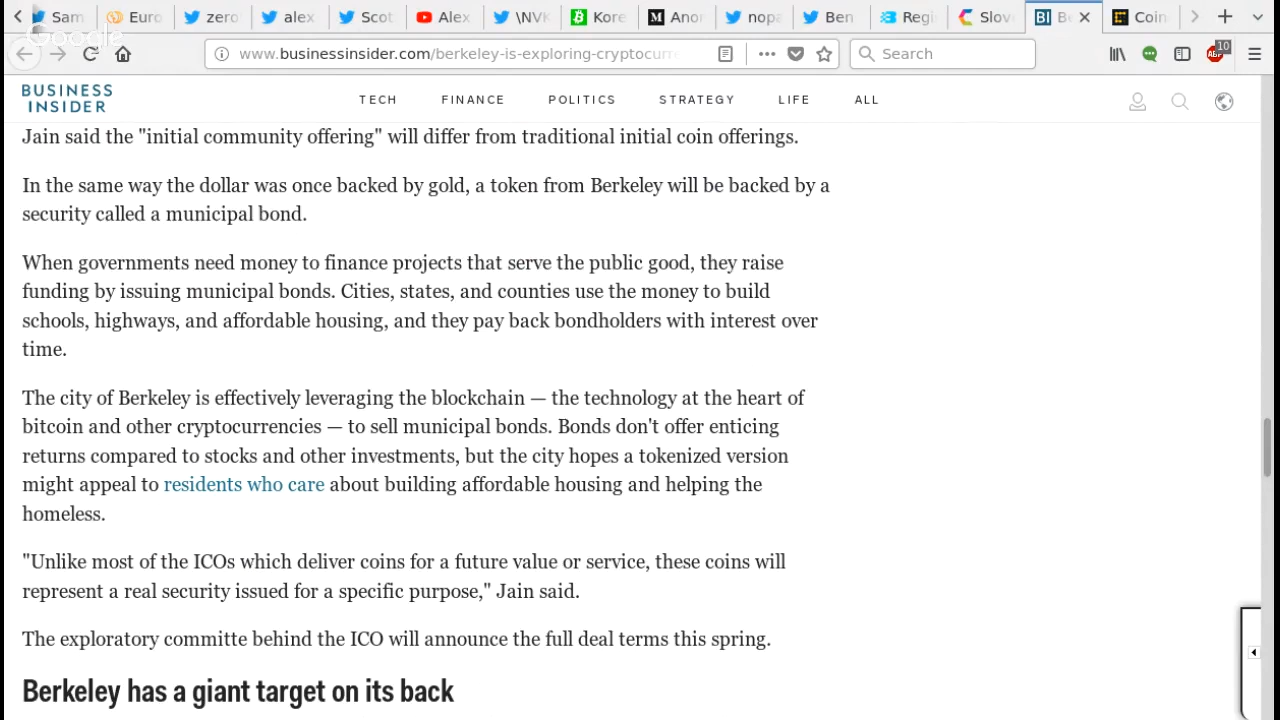 Sam
Euro
zero
alex
Scot
Alex
\NVK
Kore
Anor
nopa
Ben
Regi
Slov
Be
Coin
Google
www.businessinsider.com/berkeley-is-exploring-cryptocurr
Search
10
ABP
BUSINESS
INSIDER
TECH FINANCE POLITICS STRATEGY LIFE ALL
Jain said the "initial community offering" will differ from traditional initial coin offerings.
In the same way the dollar was once backed by gold, a token from Berkeley will be backed by a
security called a municipal bond.
When governments need money to finance projects that serve the public good, they raise
funding by issuing municipal bonds. Cities, states, and counties use the money to build
schools, highways, and affordable housing, and they pay back bondholders with interest over
time.
The city of Berkeley is effectively leveraging the blockchain — the technology at the heart of
bitcoin and other cryptocurrencies — to sell municipal bonds. Bonds don't offer enticing
returns compared to stocks and other investments, but the city hopes a tokenized version
might appeal to residents who care about building affordable housing and helping the
homeless.
"Unlike most of the ICOs which deliver coins for a future value or service, these coins will
represent a real security issued for a specific purpose," Jain said.
The exploratory committe behind the ICO will announce the full deal terms this spring.
Berkeley has a giant target on its back